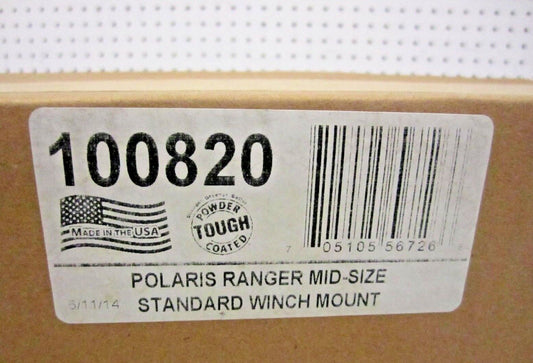 100820
MADE IN THE USA
POWDER
TOUGH
COATED
7 05105 56726
POLARIS RANGER MID-SIZE
6/11/14 STANDARD WINCH MOUNT